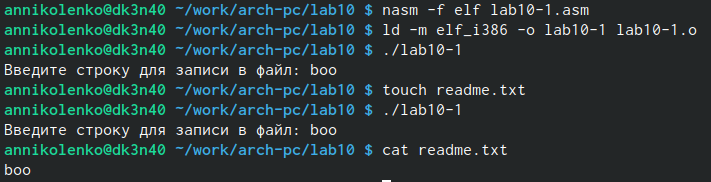 annikolenko@dk3n40 ~/work/arch-pc/lab10 $ nasm -f elf lab10-1.asm
annikolenko@dk3n40 ~/work/arch-pc/lab10 $ ld -m elf_i386 -o lab10-1 lab10-1.o
annikolenko@dk3n40 ~/work/arch-pc/lab10 $ ./lab10-1
Введите строку для записи в файл: boo
annikolenko@dk3n40 ~/work/arch-pc/lab10 $ touch readme.txt
annikolenko@dk3n40 ~/work/arch-pc/lab10 $ ./lab10-1
Введите строку для записи в файл: boo
annikolenko@dk3n40 ~/work/arch-pc/lab10 $ cat readme.txt
boo